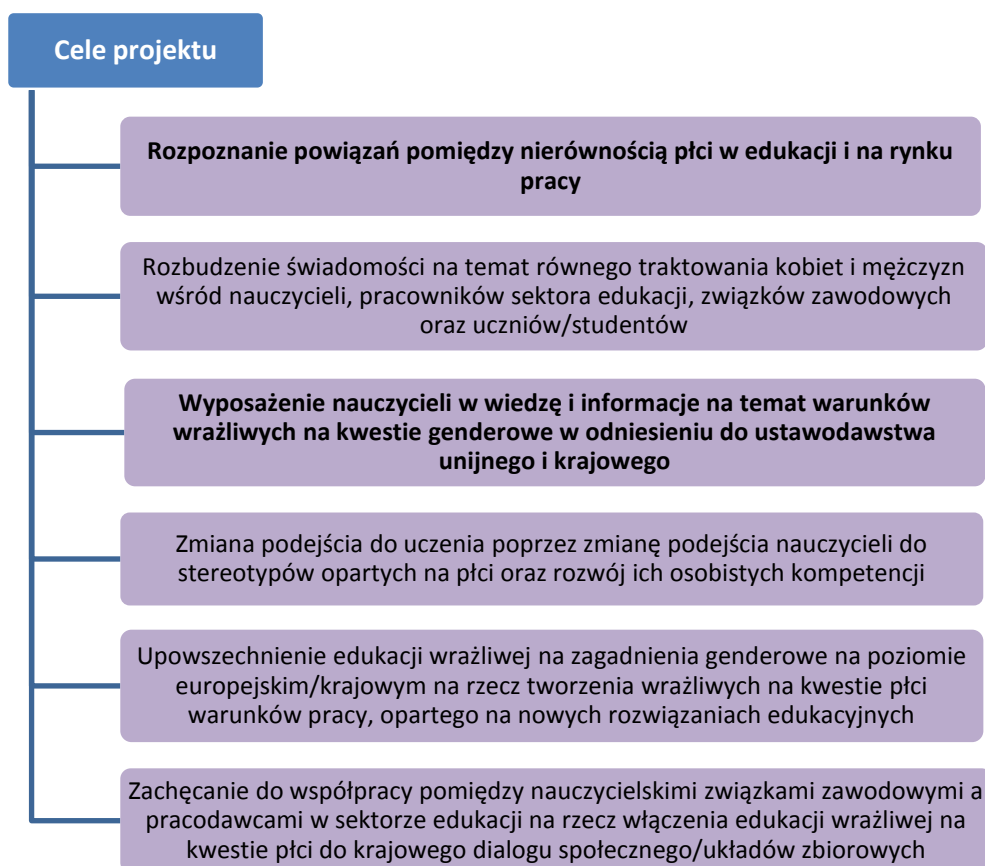 Cele projektu
Rozpoznanie powiązań pomiędzy nierównością płci w edukacji i na rynku
pracy
Rozbudzenie świadomości na temat równego traktowania kobiet i mężczyzn
wśród nauczycieli, pracowników sektora edukacji, związków zawodowych
oraz uczniów/studentów
Wyposażenie nauczycieli w wiedzę i informacje na temat warunków
wrażliwych na kwestie genderowe w odniesieniu do ustawodawstwa
unijnego i krajowego
Zmiana podejścia do uczenia poprzez zmianę podejścia nauczycieli do
stereotypów opartych na płci oraz rozwój ich osobistych kompetencji
Upowszechnienie edukacji wrażliwej na zagadnienia genderowe na poziomie
europejskim/krajowym na rzecz tworzenia wrażliwych na kwestie płci
warunków pracy, opartego na nowych rozwiązaniach edukacyjnych
Zachęcanie do współpracy pomiędzy nauczycielskimi związkami zawodowymi a
pracodawcami w sektorze edukacji na rzecz włączenia edukacji wrażliwej na
kwestie płci do krajowego dialogu społecznego/układów zbiorowych